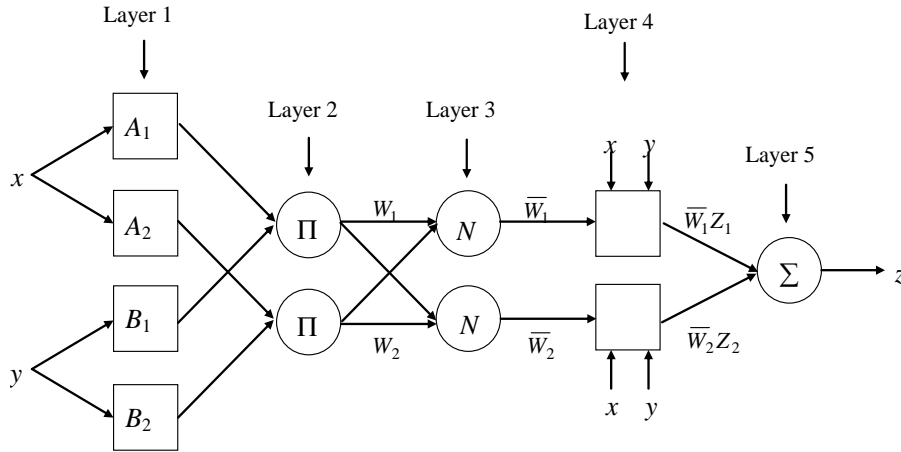 Layer 1
Layer 4
Layer 2
Layer 3
A₁
x y
Layer 5
x
W₁
W̅₁
W̅₁Z₁
A₂
Π
N
Σ
z
B₁
Π
N
W₂
W̅₂
W̅₂Z₂
y
x y
B₂